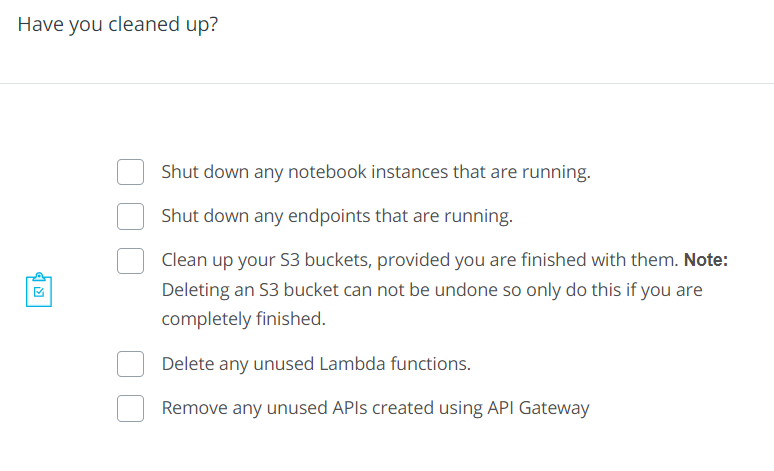 Have you cleaned up?
Shut down any notebook instances that are running.
Shut down any endpoints that are running.
Clean up your S3 buckets, provided you are finished with them. Note:
Deleting an S3 bucket can not be undone so only do this if you are
completely finished.
Delete any unused Lambda functions.
Remove any unused APIs created using API Gateway